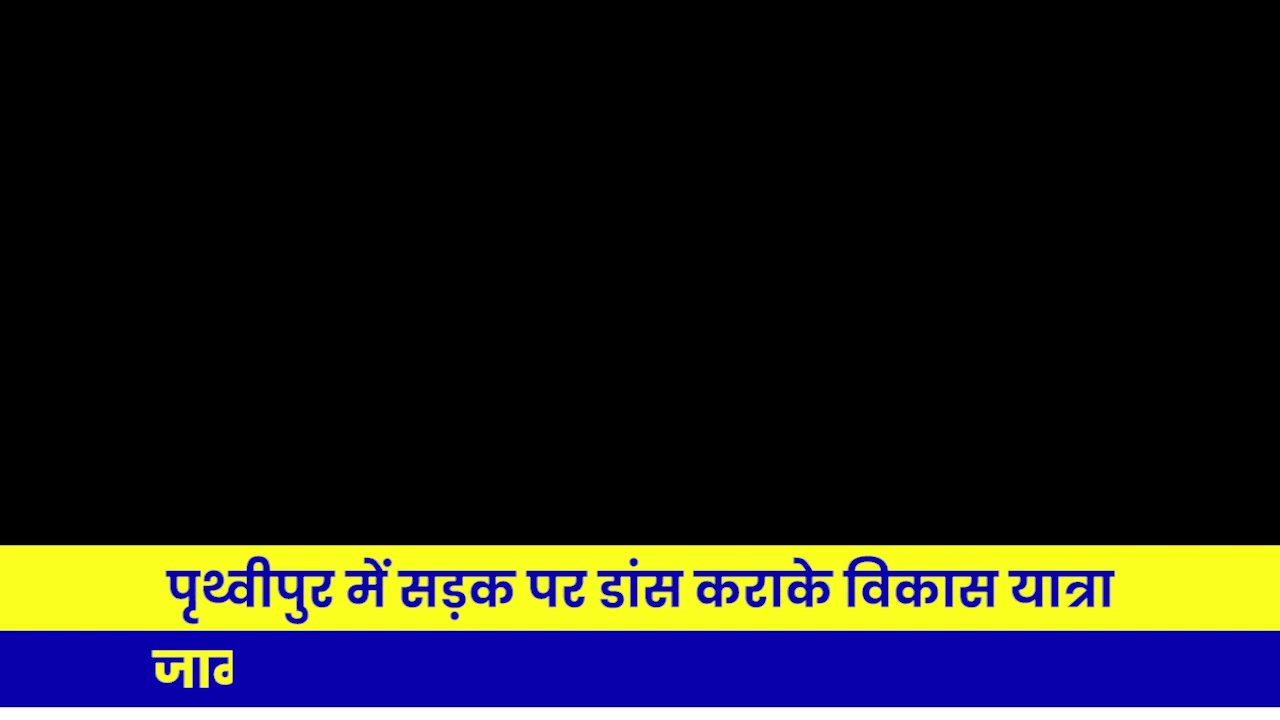 पृथ्वीपुर में सड़क पर डांस कराके विकास यात्रा